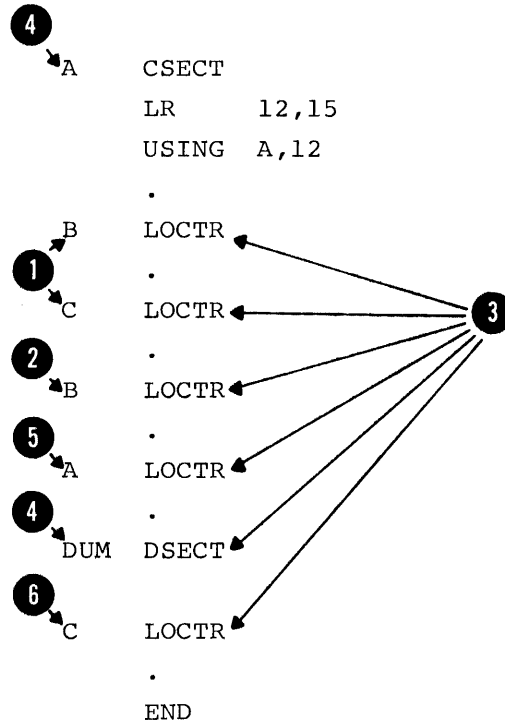 4
A CSECT
LR 12,15
USING A,12
.
B LOCTR
1 . 3
C LOCTR
2 .
B LOCTR
5 .
A LOCTR
4 .
DUM DSECT
6
C LOCTR
.
END